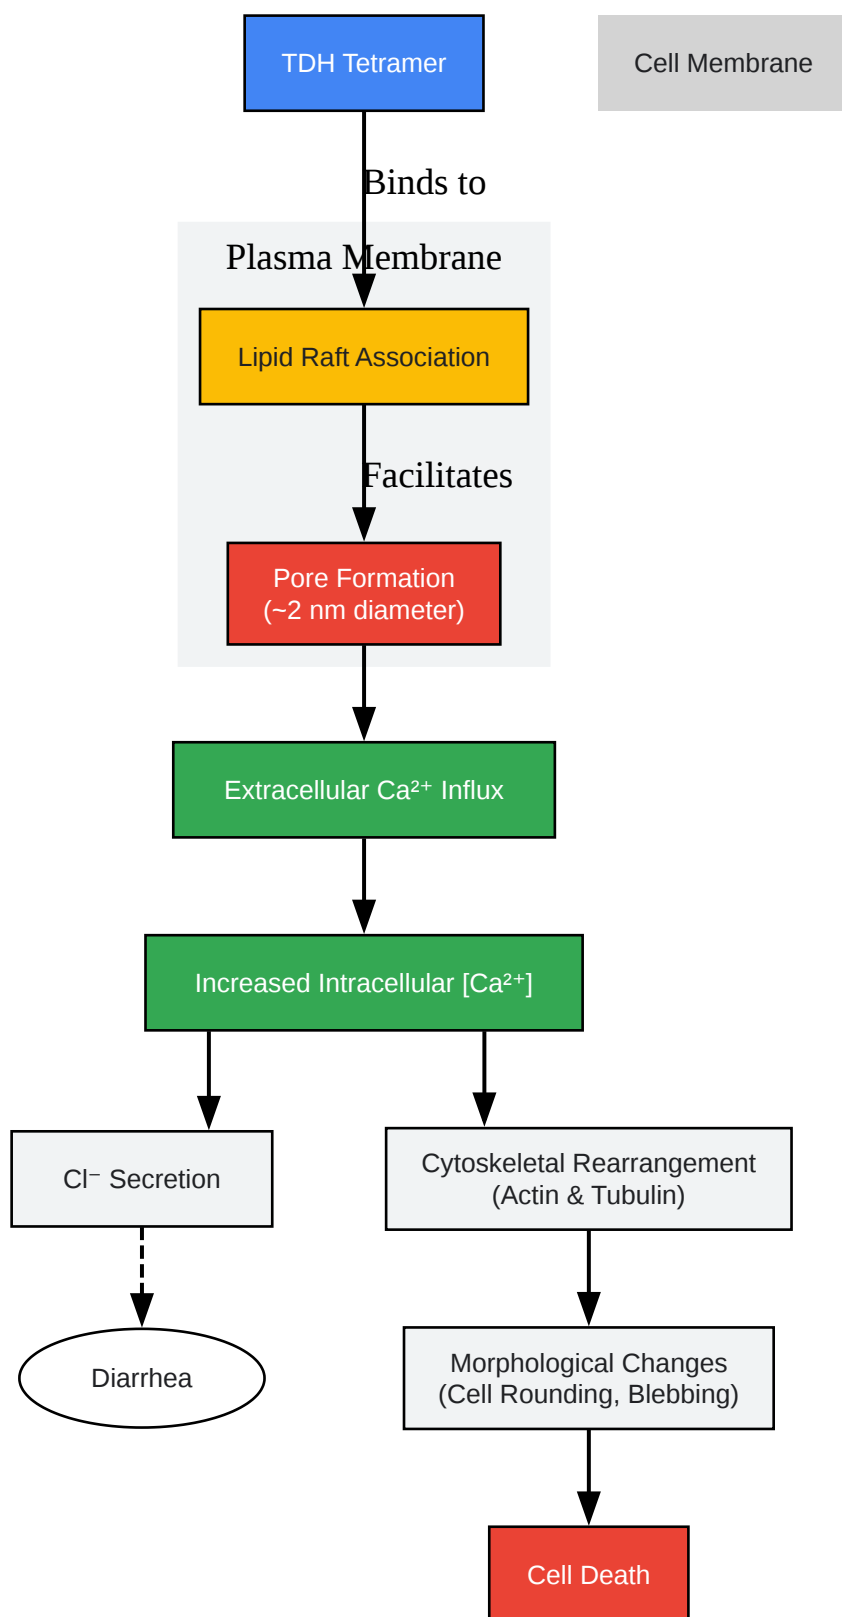 TDH Tetramer
Cell Membrane
Binds to
Plasma Membrane
Lipid Raft Association
Facilitates
Pore Formation
(~2 nm diameter)
Extracellular Ca²⁺ Influx
Increased Intracellular [Ca²⁺]
Cl⁻ Secretion
Cytoskeletal Rearrangement
(Actin & Tubulin)
Diarrhea
Morphological Changes
(Cell Rounding, Blebbing)
Cell Death